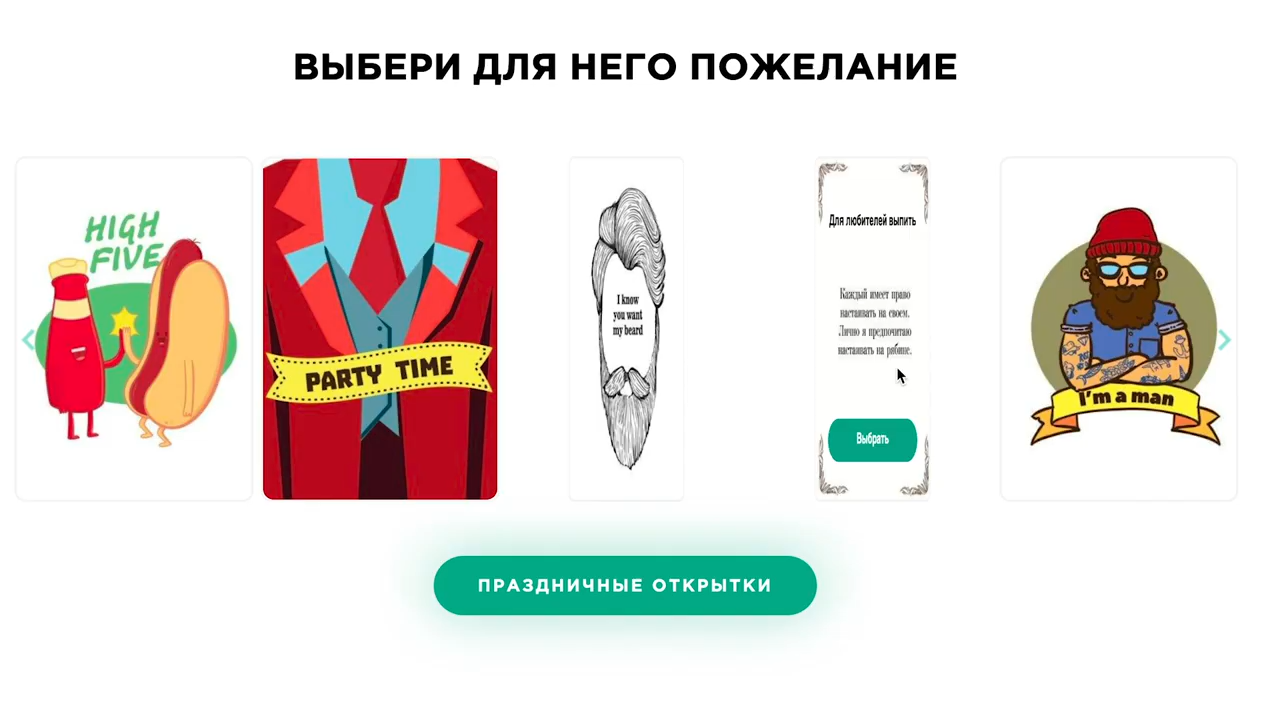 ВЫБЕРИ ДЛЯ НЕГО ПОЖЕЛАНИЕ
HIGH
FIVE
PARTY TIME
I know
you want
my beard
Для любителей выпить
Каждый имеет право
настаивать на своем.
Лично я предпочитаю
настаивать на рябине.
Выбрать
I'm a man
ПРАЗДНИЧНЫЕ ОТКРЫТКИ